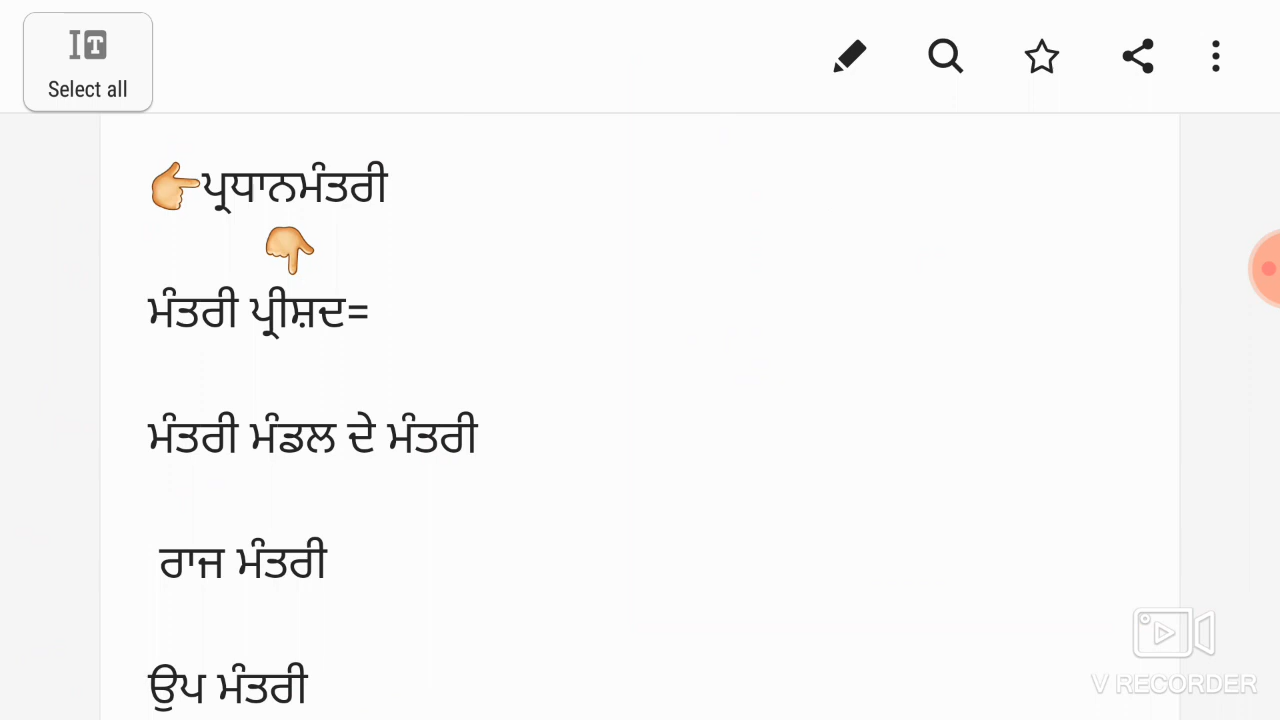 Select all
👉ਪ੍ਰਧਾਨਮੰਤਰੀ
👇
ਮੰਤਰੀ ਪ੍ਰੀਸ਼ਦ=
ਮੰਤਰੀ ਮੰਡਲ ਦੇ ਮੰਤਰੀ
ਰਾਜ ਮੰਤਰੀ
ਉਪ ਮੰਤਰੀ
V RECORDER